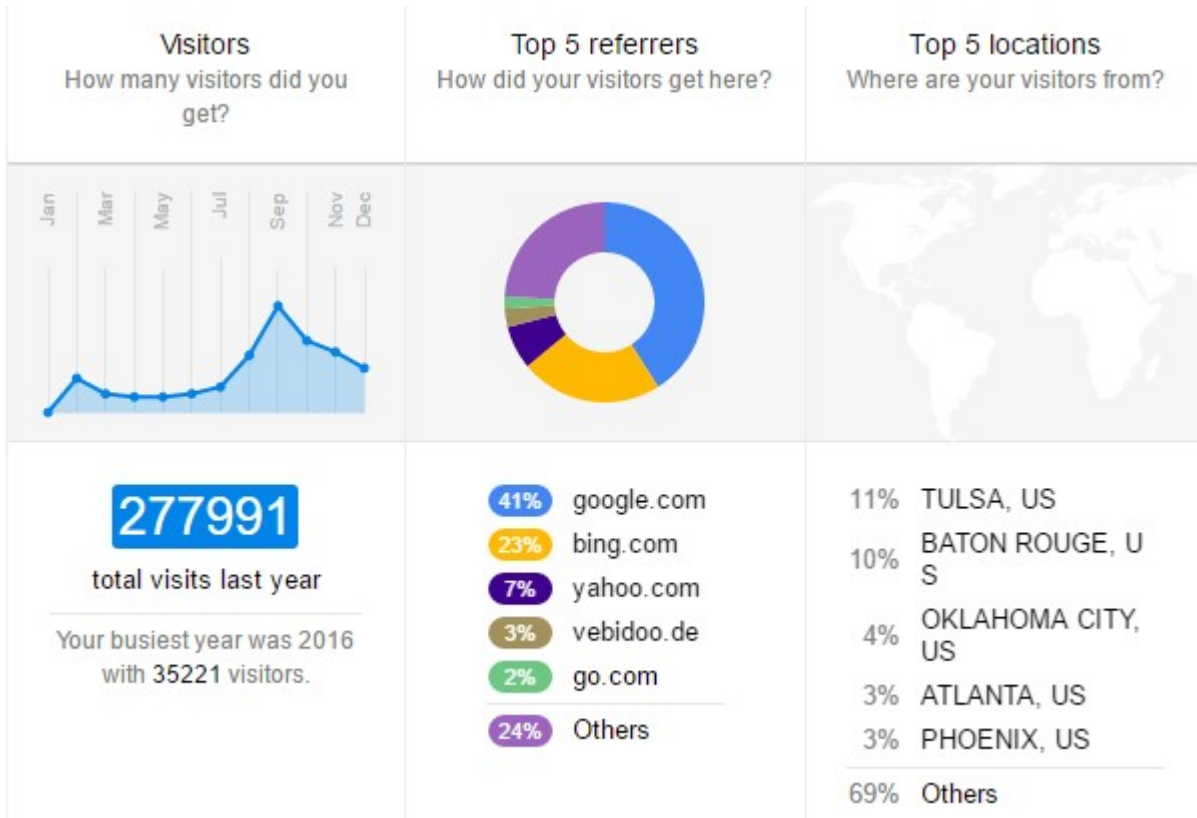 Visitors
How many visitors did you
get?
Jan
Mar
May
Jul
Sep
Nov
Dec
277991
total visits last year
Your busiest year was 2016
with 35221 visitors.
Top 5 referrers
How did your visitors get here?
41% google.com
23% bing.com
7% yahoo.com
3% vebidoo.de
2% go.com
24% Others
Top 5 locations
Where are your visitors from?
11% TULSA, US
10% BATON ROUGE, U
S
4% OKLAHOMA CITY,
US
3% ATLANTA, US
3% PHOENIX, US
69% Others